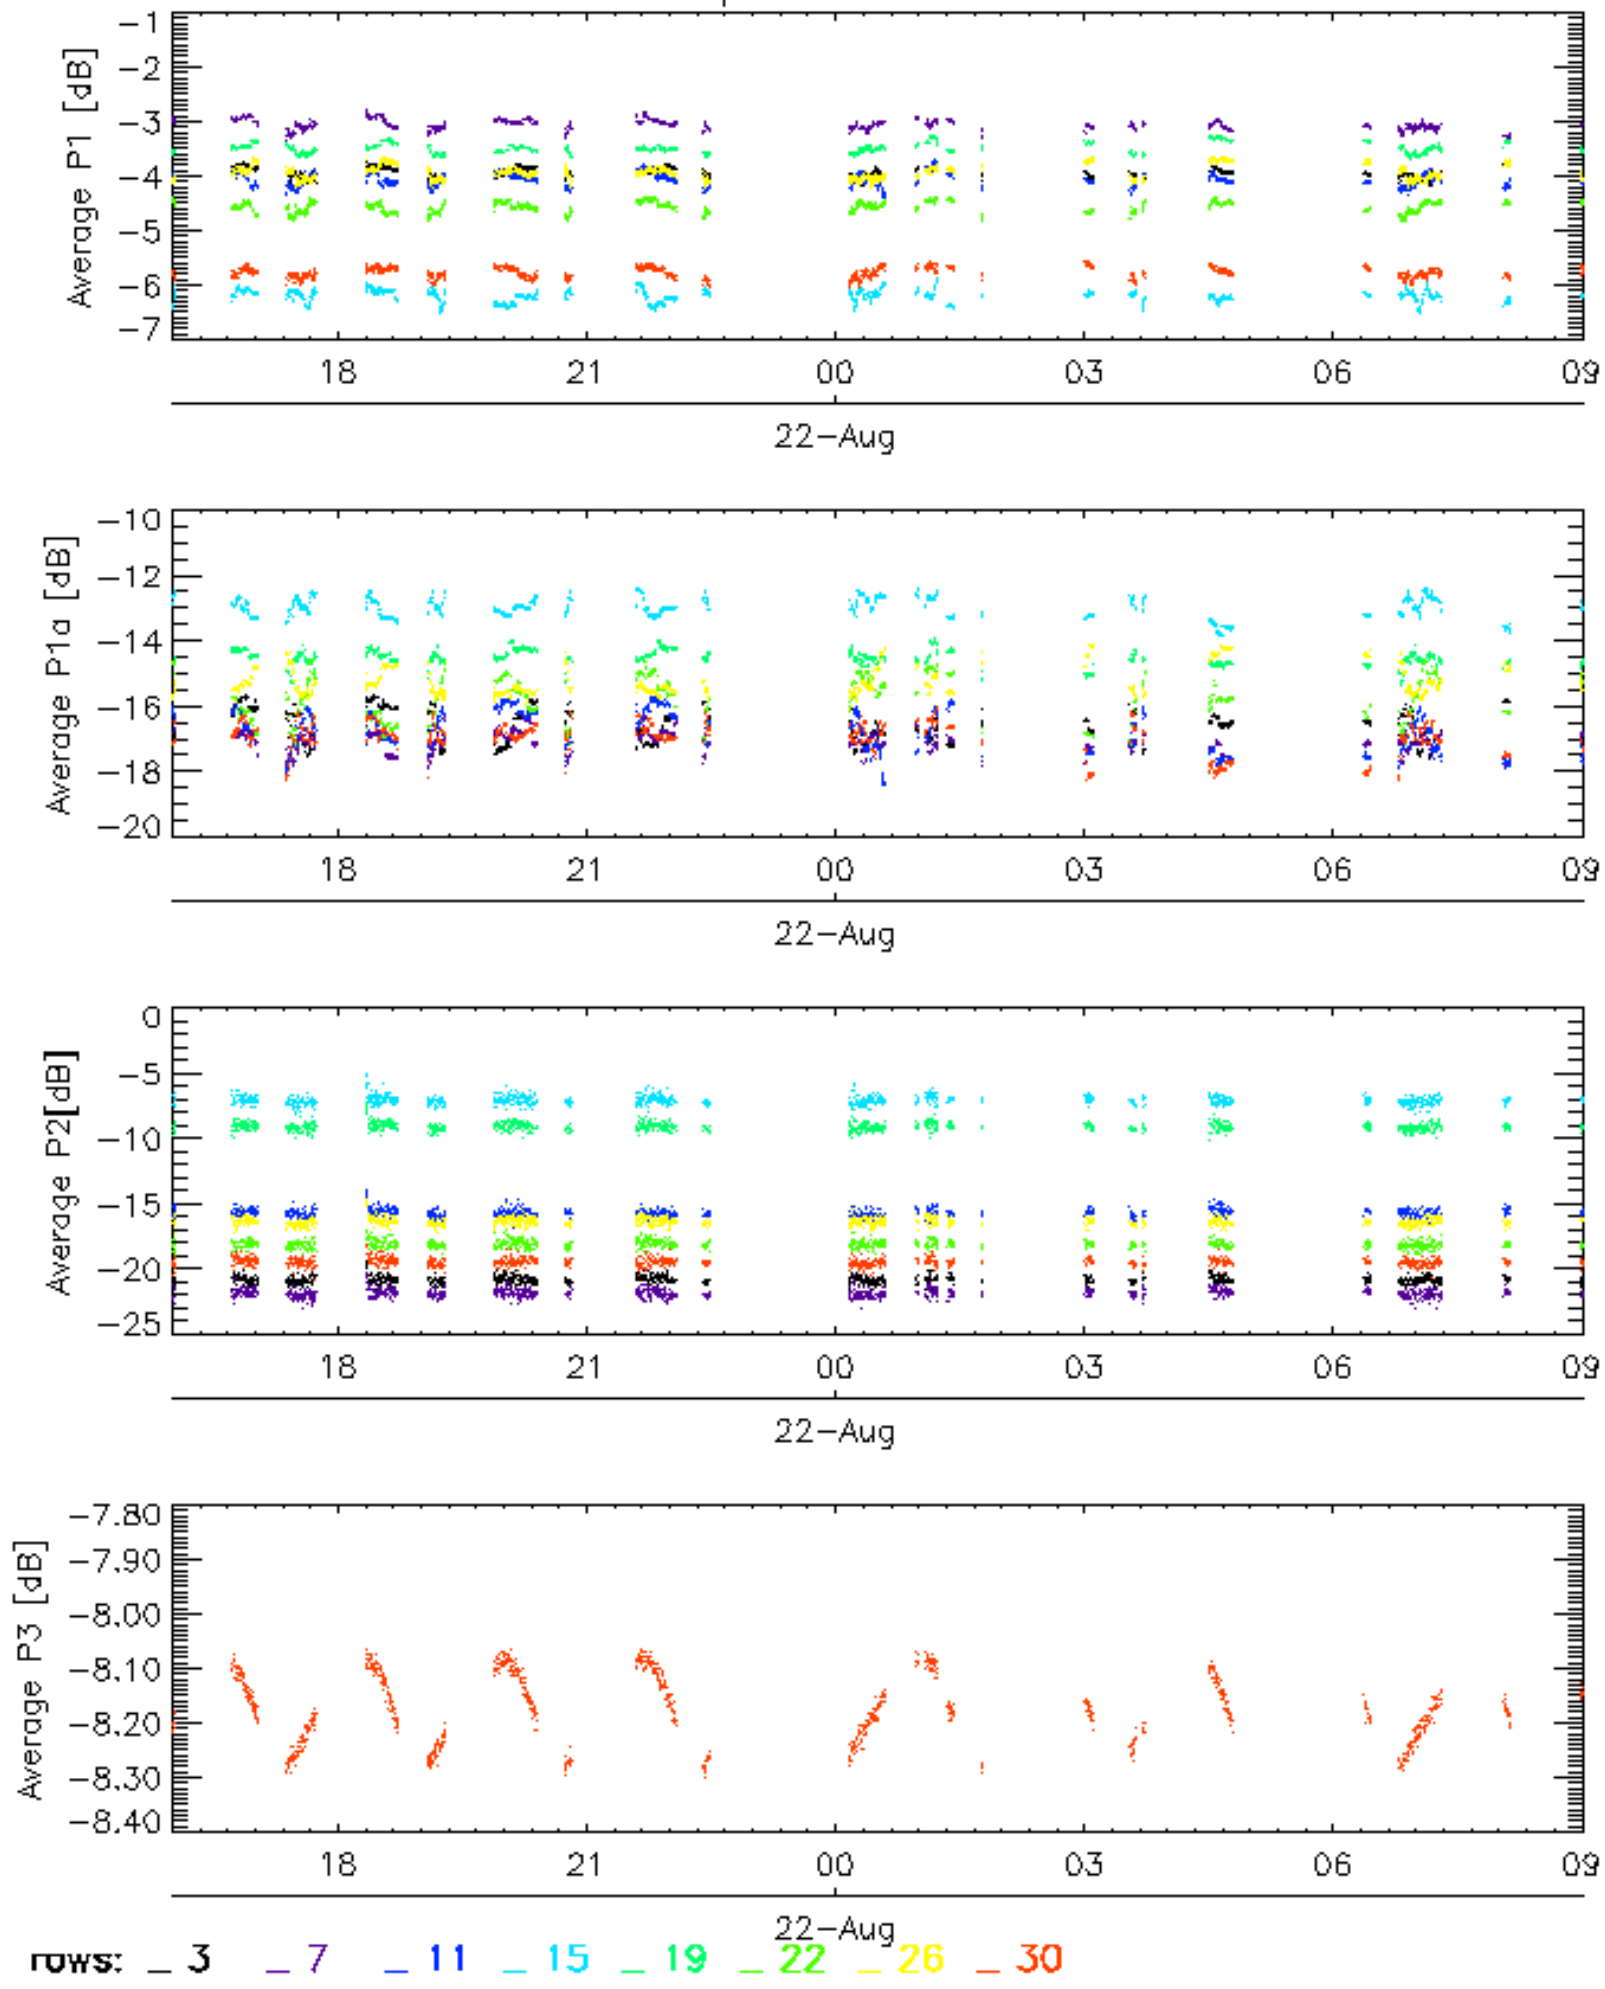 Average P1 [dB]
−1
−2
−3
−4
−5
−6
−7
18 21 00 03 06 09
22−Aug
Average P1a [dB]
−10
−12
−14
−16
−18
−20
18 21 00 03 06 09
22−Aug
Average P2[dB]
0
−5
−10
−15
−20
−25
18 21 00 03 06 09
22−Aug
Average P3 [dB]
−7.80
−7.90
−8.00
−8.10
−8.20
−8.30
−8.40
18 21 00 03 06 09
22−Aug
rows: _ 3 _ 7 _ 11 _ 15 _ 19 _ 22 _ 26 _ 30